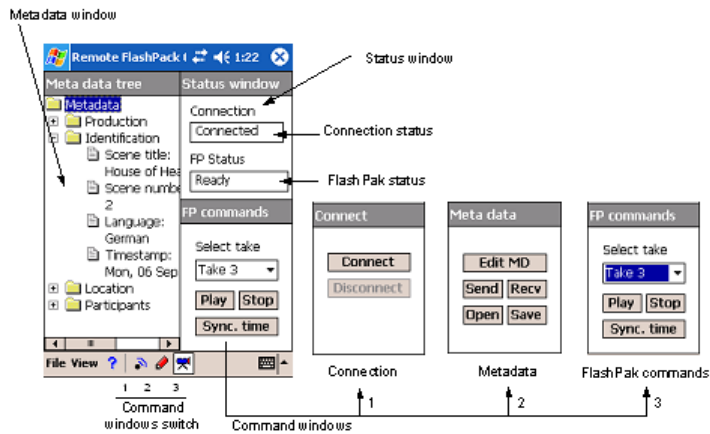 Metadata window
Remote FlashPack 1:22
Status window
Meta data tree
Status window
Metadata
Production
Identification
Scene title:
House of Hea
Scene numbe
2
Language:
German
Timestamp:
Mon, 06 Sep
Location
Participants
Connection
Connected
Connection status
FP Status
Ready
Flash Pak status
FP commands
Select take
Take 3
Play Stop
Sync. time
Connect
Connect
Disconnect
Meta data
Edit MD
Send Recv
Open Save
FP commands
Select take
Take 3
Play Stop
Sync. time
File View ?
Connection
Metadata
Flash Pak commands
1 2 3
Command
windows switch
Command windows
1
2
3